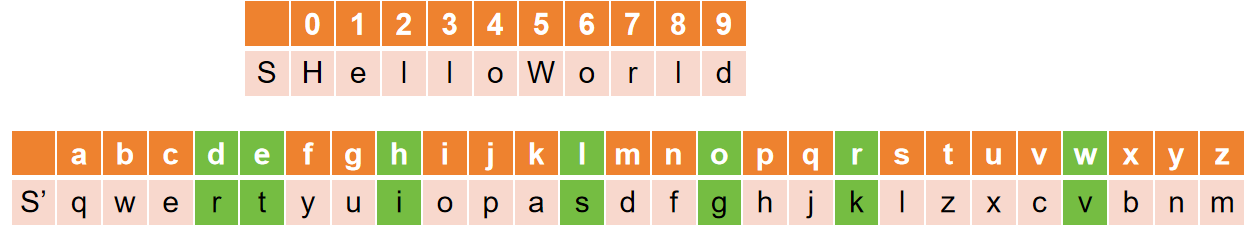 0 1 2 3 4 5 6 7 8 9
S H e l l o W o r l d
a b c d e f g h i j k l m n o p q r s t u v w x y z
S’ q w e r t y u i o p a s d f g h j k l z x c v b n m